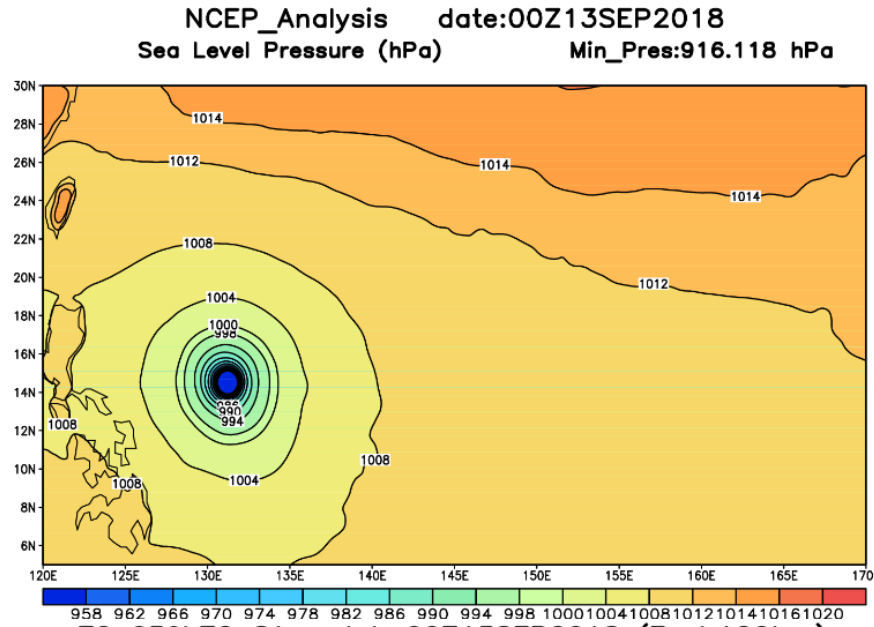 NCEP_Analysis date:00Z13SEP2018
Sea Level Pressure (hPa) Min_Pres:916.118 hPa
30N
1014
28N
1012
26N
1014
24N
1014
22N
1008
20N
1012
1004
18N
1000
998
16N
14N
986
990
994
12N
1008
10N
1008
1004
1008
8N
6N
120E 125E 130E 135E 140E 145E 150E 155E 160E 165E 170
958 962 966 970 974 978 982 986 990 994 998 1000 1004 1008 1012 1014 1016 1020